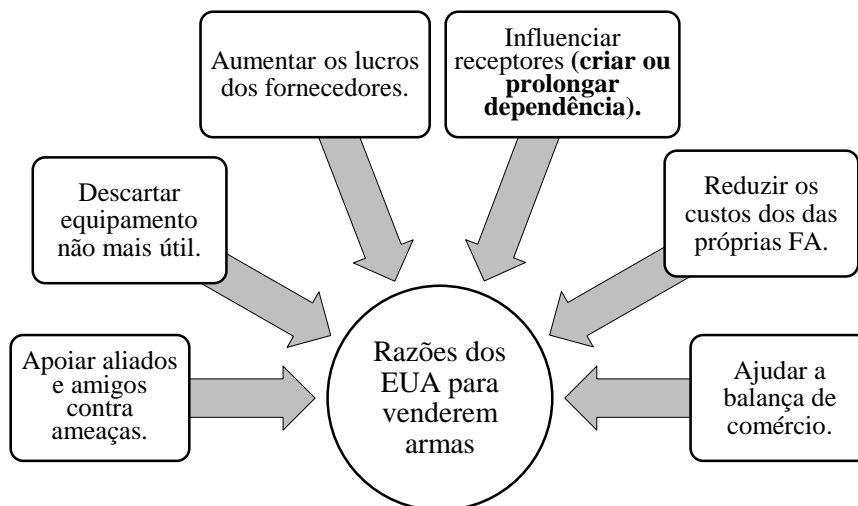 Aumentar os lucros
dos fornecedores.
Influenciar
receptores (criar ou
prolongar
dependência).
Descartar
equipamento
não mais útil.
Reduzir os
custos dos das
próprias FA.
Apoiar aliados
e amigos
contra
ameaças.
Razões dos
EUA para
venderem
armas
Ajudar a
balança de
comércio.